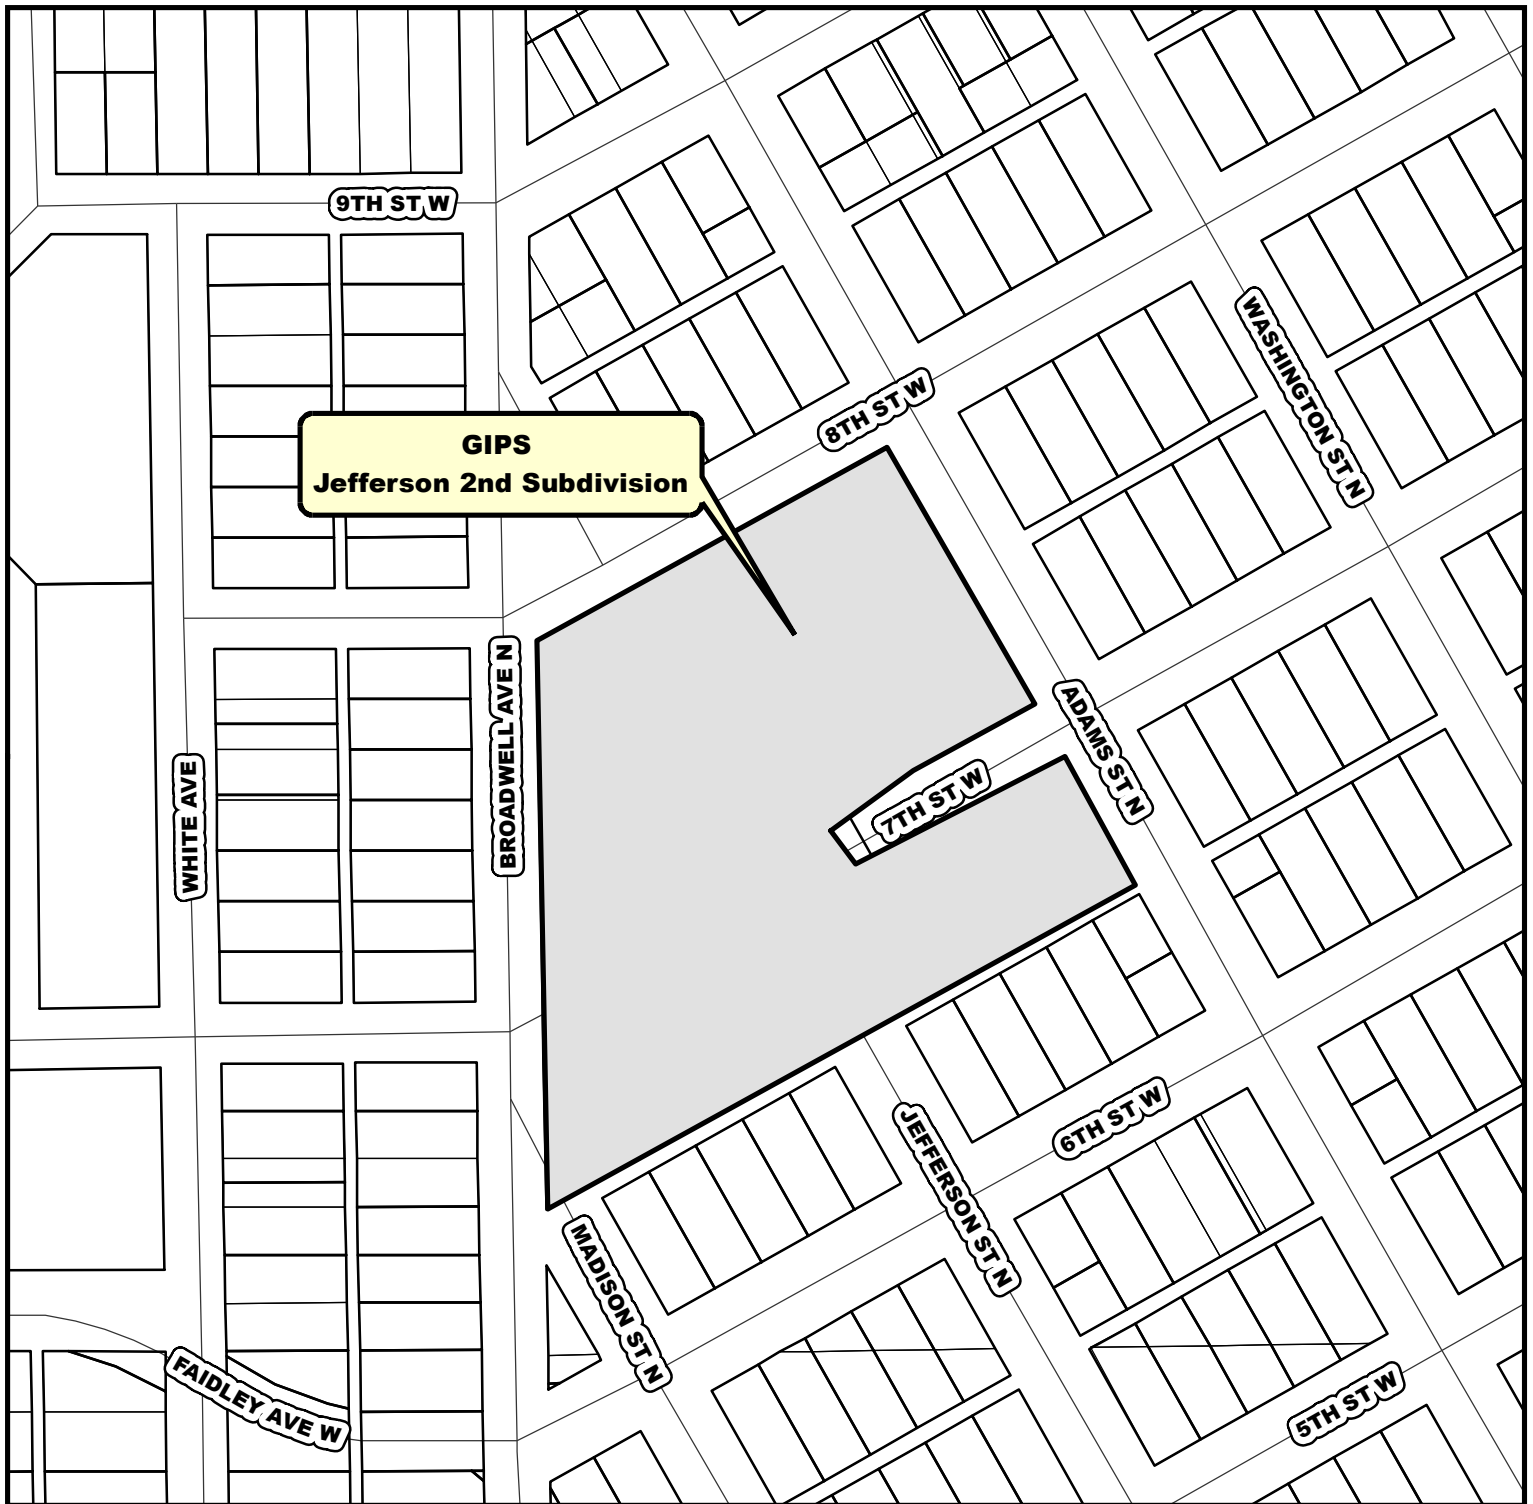 9TH ST W
WASHINGTON ST N
8TH ST W
GIPS
Jefferson 2nd Subdivision
BROADWELL AVE N
ADAMS ST N
WHITE AVE
7TH ST W
6TH ST W
JEFFERSON ST N
MADISON ST N
FAIDLEY AVE W
5TH ST W